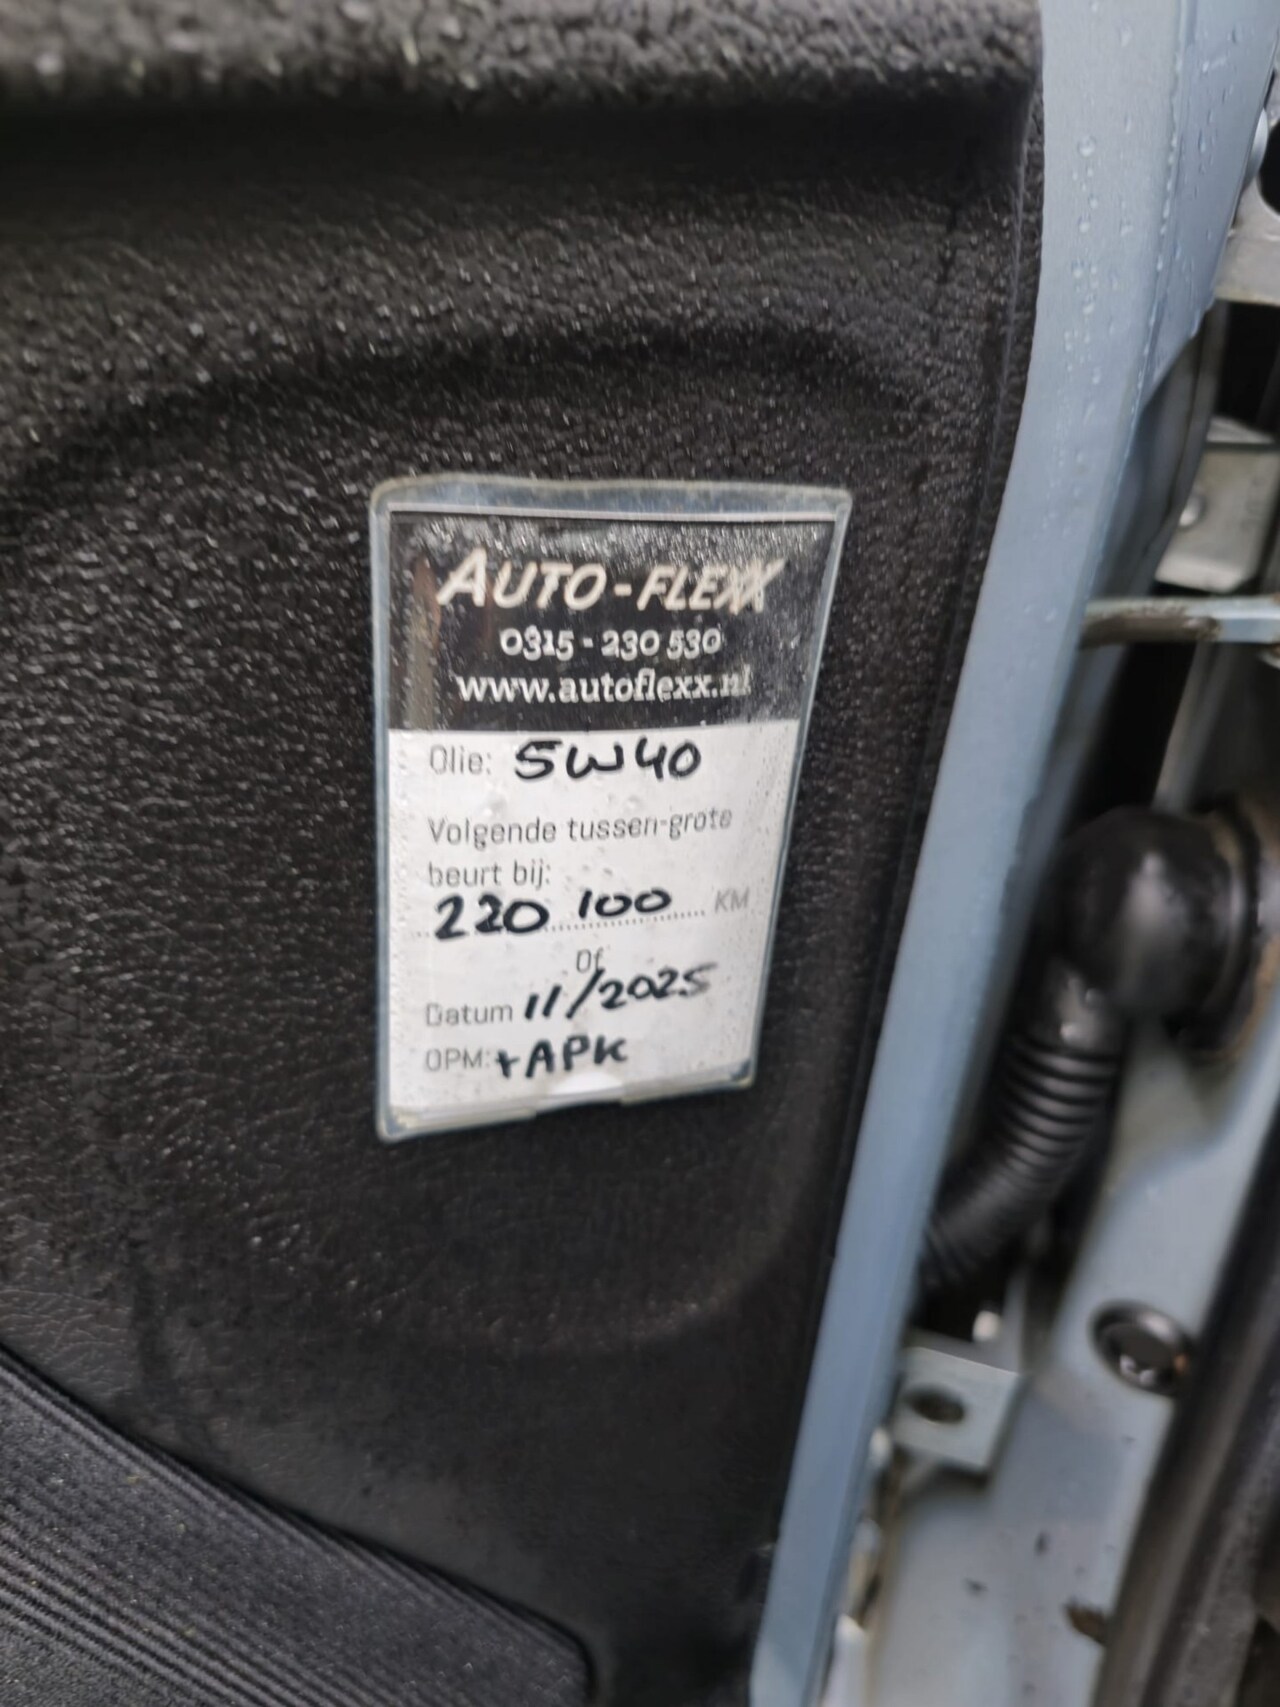 AUTO-FLEXX
0315-230 530
www.autoflexx.nl
Olie: 5W40
Volgende tussen-grote
beurt bij:
220 100 KM
Of
Datum 11/2025
OPM: + APK